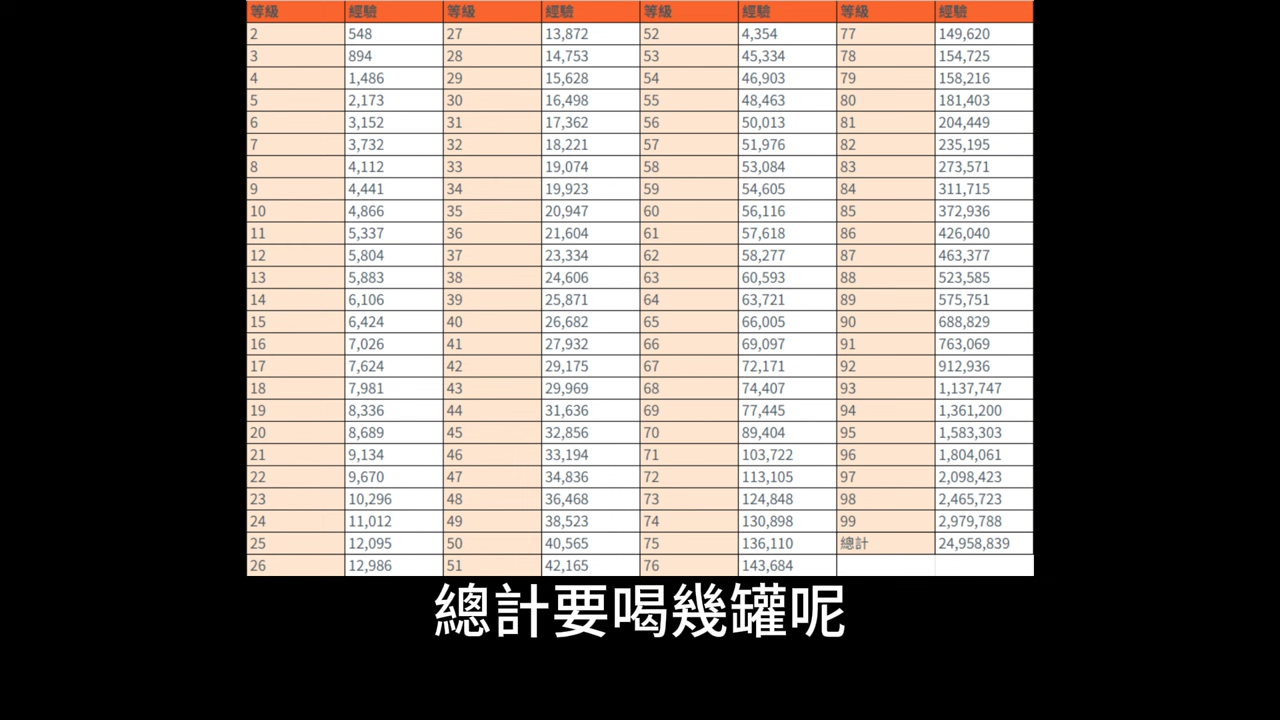 等級 經驗 等級 經驗 等級 經驗 等級 經驗
2 548 27 13,872 52 4,354 77 149,620
3 894 28 14,753 53 45,334 78 154,725
4 1,486 29 15,628 54 46,903 79 158,216
5 2,173 30 16,498 55 48,463 80 181,403
6 3,152 31 17,362 56 50,013 81 204,449
7 3,732 32 18,221 57 51,976 82 235,195
8 4,112 33 19,074 58 53,084 83 273,571
9 4,441 34 19,923 59 54,605 84 311,715
10 4,866 35 20,947 60 56,116 85 372,936
11 5,337 36 21,604 61 57,618 86 426,040
12 5,804 37 23,334 62 58,277 87 463,377
13 5,883 38 24,606 63 60,593 88 523,585
14 6,106 39 25,871 64 63,721 89 575,751
15 6,424 40 26,682 65 66,005 90 688,829
16 7,026 41 27,932 66 69,097 91 763,069
17 7,624 42 29,175 67 72,171 92 912,936
18 7,981 43 29,969 68 74,407 93 1,137,747
19 8,336 44 31,636 69 77,445 94 1,361,200
20 8,689 45 32,856 70 89,404 95 1,583,303
21 9,134 46 33,194 71 103,722 96 1,804,061
22 9,670 47 34,836 72 113,105 97 2,098,423
23 10,296 48 36,468 73 124,848 98 2,465,723
24 11,012 49 38,523 74 130,898 99 2,979,788
25 12,095 50 40,565 75 136,110 總計 24,958,839
26 12,986 51 42,165 76 143,684
總計要喝幾罐呢